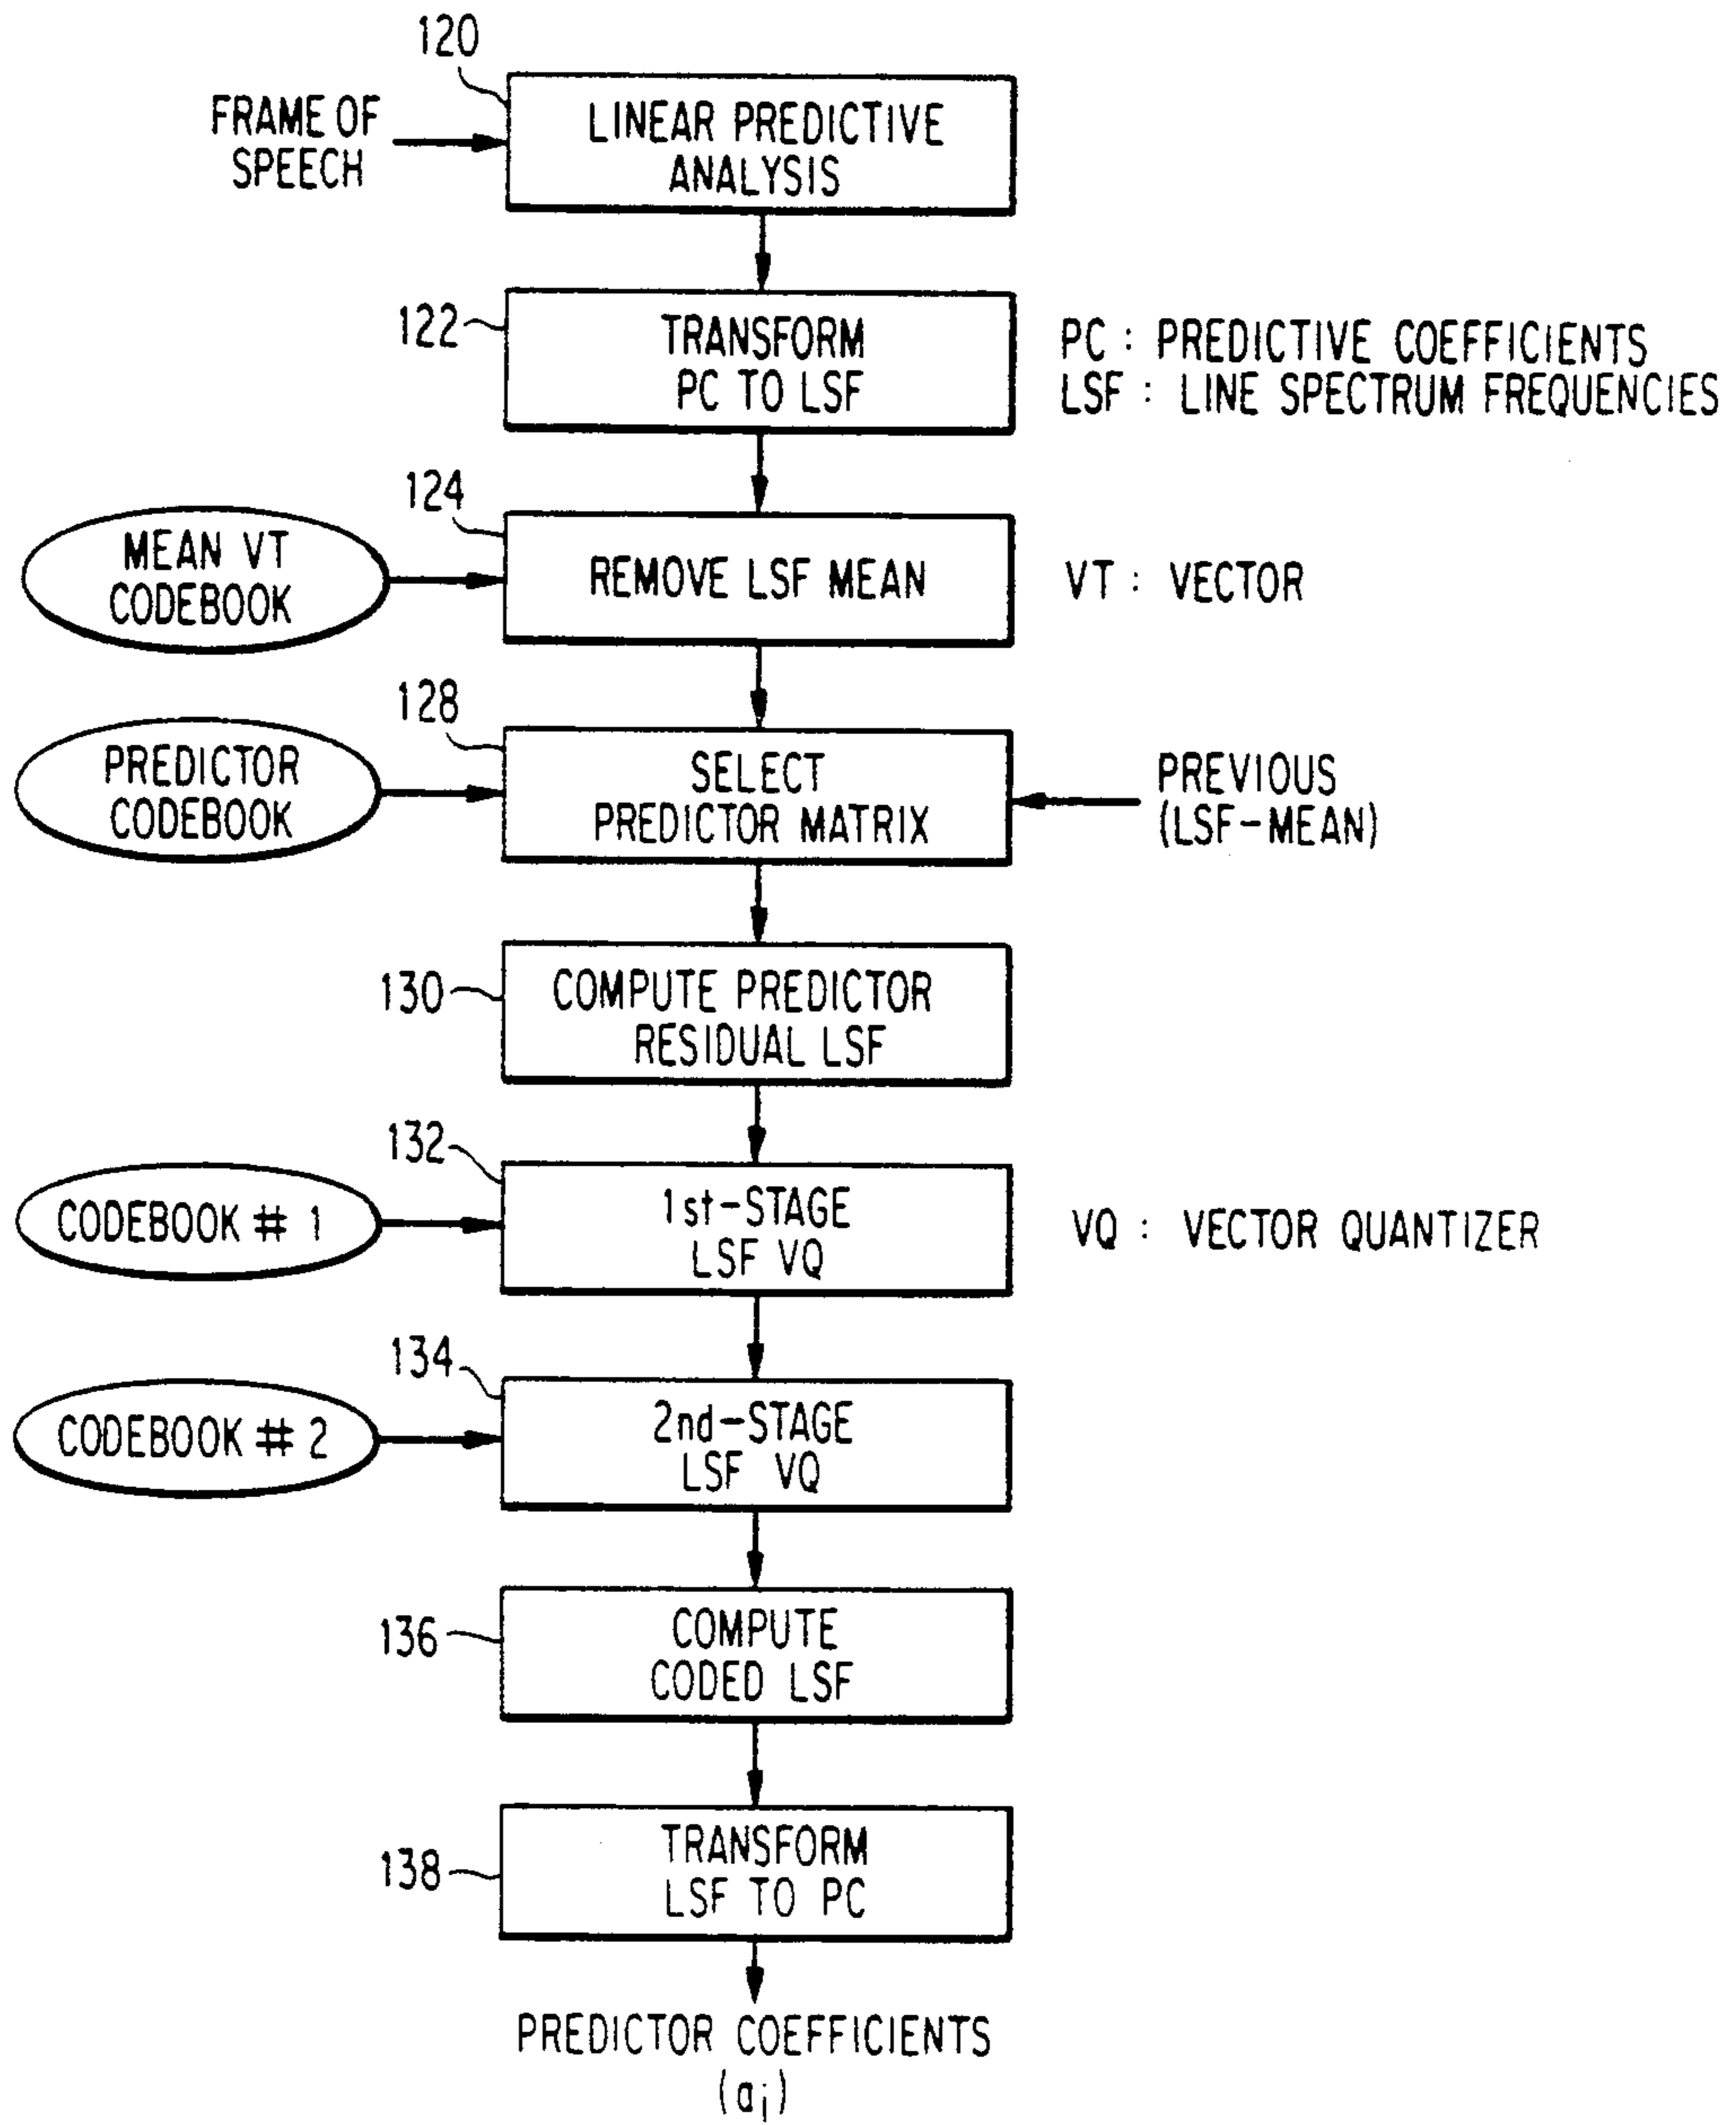 120
FRAME OF
SPEECH
LINEAR PREDICTIVE
ANALYSIS
122
TRANSFORM
PC TO LSF
PC : PREDICTIVE COEFFICIENTS
LSF : LINE SPECTRUM FREQUENCIES
124
MEAN VT
CODEBOOK
REMOVE LSF MEAN
VT : VECTOR
128
PREDICTOR
CODEBOOK
SELECT
PREDICTOR MATRIX
PREVIOUS
(LSF-MEAN)
130
COMPUTE PREDICTOR
RESIDUAL LSF
132
CODEBOOK # 1
1st-STAGE
LSF VQ
VQ : VECTOR QUANTIZER
134
CODEBOOK # 2
2nd-STAGE
LSF VQ
136
COMPUTE
CODED LSF
138
TRANSFORM
LSF TO PC
PREDICTOR COEFFICIENTS
(ai)